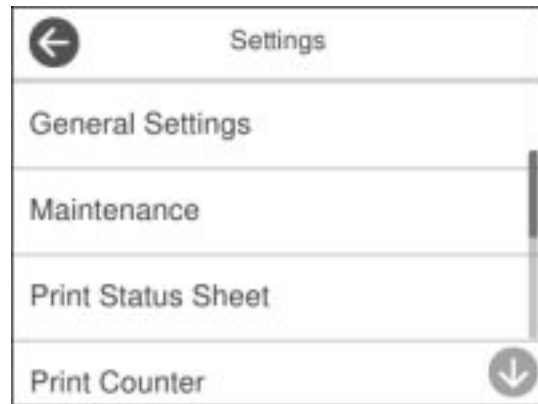 Settings
General Settings
Maintenance
Print Status Sheet
Print Counter